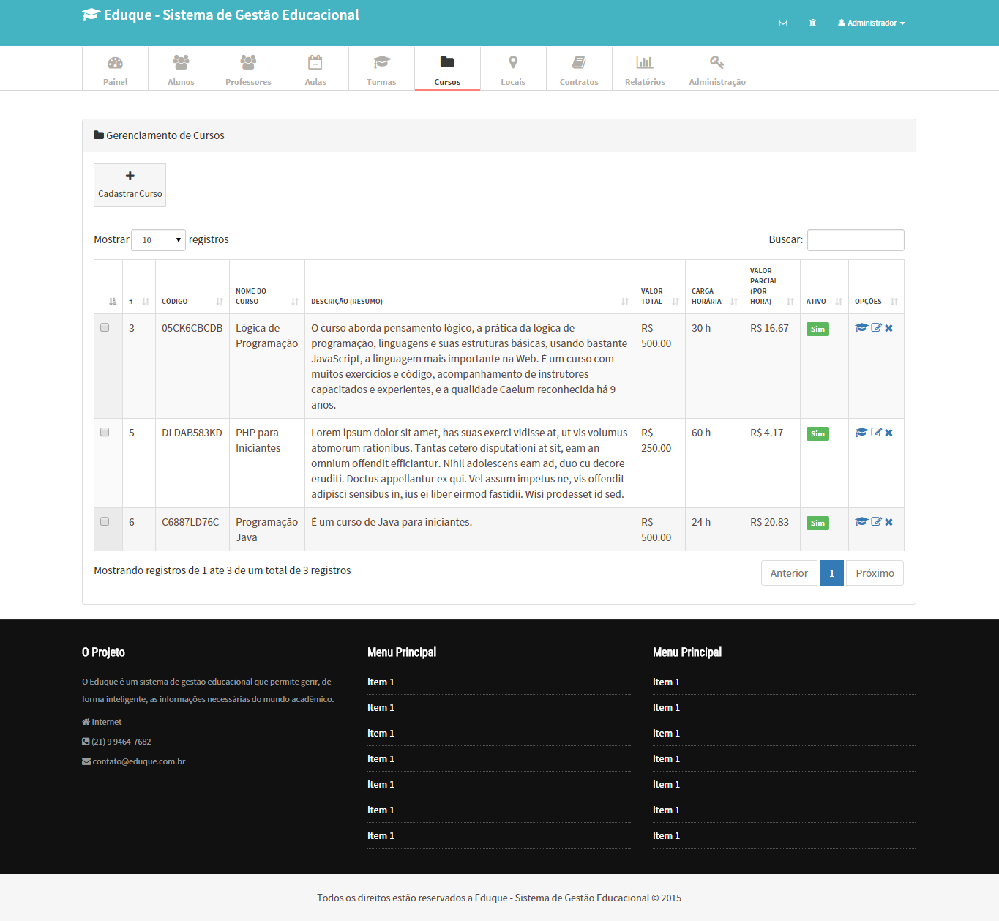 Eduque - Sistema de Gestão Educacional
Administrador
Painel
Alunos
Professores
Aulas
Turmas
Cursos
Locais
Contratos
Relatórios
Administração
Gerenciamento de Cursos
Cadastrar Curso
Mostrar 10 registros
Buscar:
#
CÓDIGO
NOME DO
CURSO
DESCRIÇÃO (RESUMO)
VALOR
TOTAL
CARGA
HORÁRIA
VALOR
PARCIAL
(POR
HORA)
ATIVO
OPÇÕES
3
05CK6CBCDB
Lógica de
Programação
O curso aborda pensamento lógico, a prática da lógica de
programação, linguagens e suas estruturas básicas, usando bastante
JavaScript, a linguagem mais importante na Web. É um curso com
muitos exercícios e código, acompanhamento de instrutores
capacitados e experientes, e a qualidade Caelum reconhecida há 9
anos.
R$
500.00
30 h
R$ 16.67
Sim
5
DLDAB583KD
PHP para
Iniciantes
Lorem ipsum dolor sit amet, has suas exerci vidisse at, ut vis volumus
atomorum rationibus. Tantas cetero disputationi at sit, eam an
omnium offendit efficiantur. Nihil adolescens eam ad, duo cu decore
eruditi. Doctus appellantur ex qui. Vel assum impetus ne, vis offendit
adipisci sensibus in, ius ei liber eirmod fastidii. Wisi prodesset id sed.
R$
250.00
60 h
R$ 4.17
Sim
6
C6887LD76C
Programação
Java
É um curso de Java para iniciantes.
R$
500.00
24 h
R$ 20.83
Sim
Mostrando registros de 1 ate 3 de um total de 3 registros
Anterior
1
Próximo
O Projeto
O Eduque é um sistema de gestão educacional que permite gerir, de
forma inteligente, as informações necessárias do mundo acadêmico.
Internet
(21) 9 9464-7682
contato@eduque.com.br
Menu Principal
Item 1
Item 1
Item 1
Item 1
Item 1
Item 1
Item 1
Menu Principal
Item 1
Item 1
Item 1
Item 1
Item 1
Item 1
Item 1
Todos os direitos estão reservados a Eduque - Sistema de Gestão Educacional © 2015